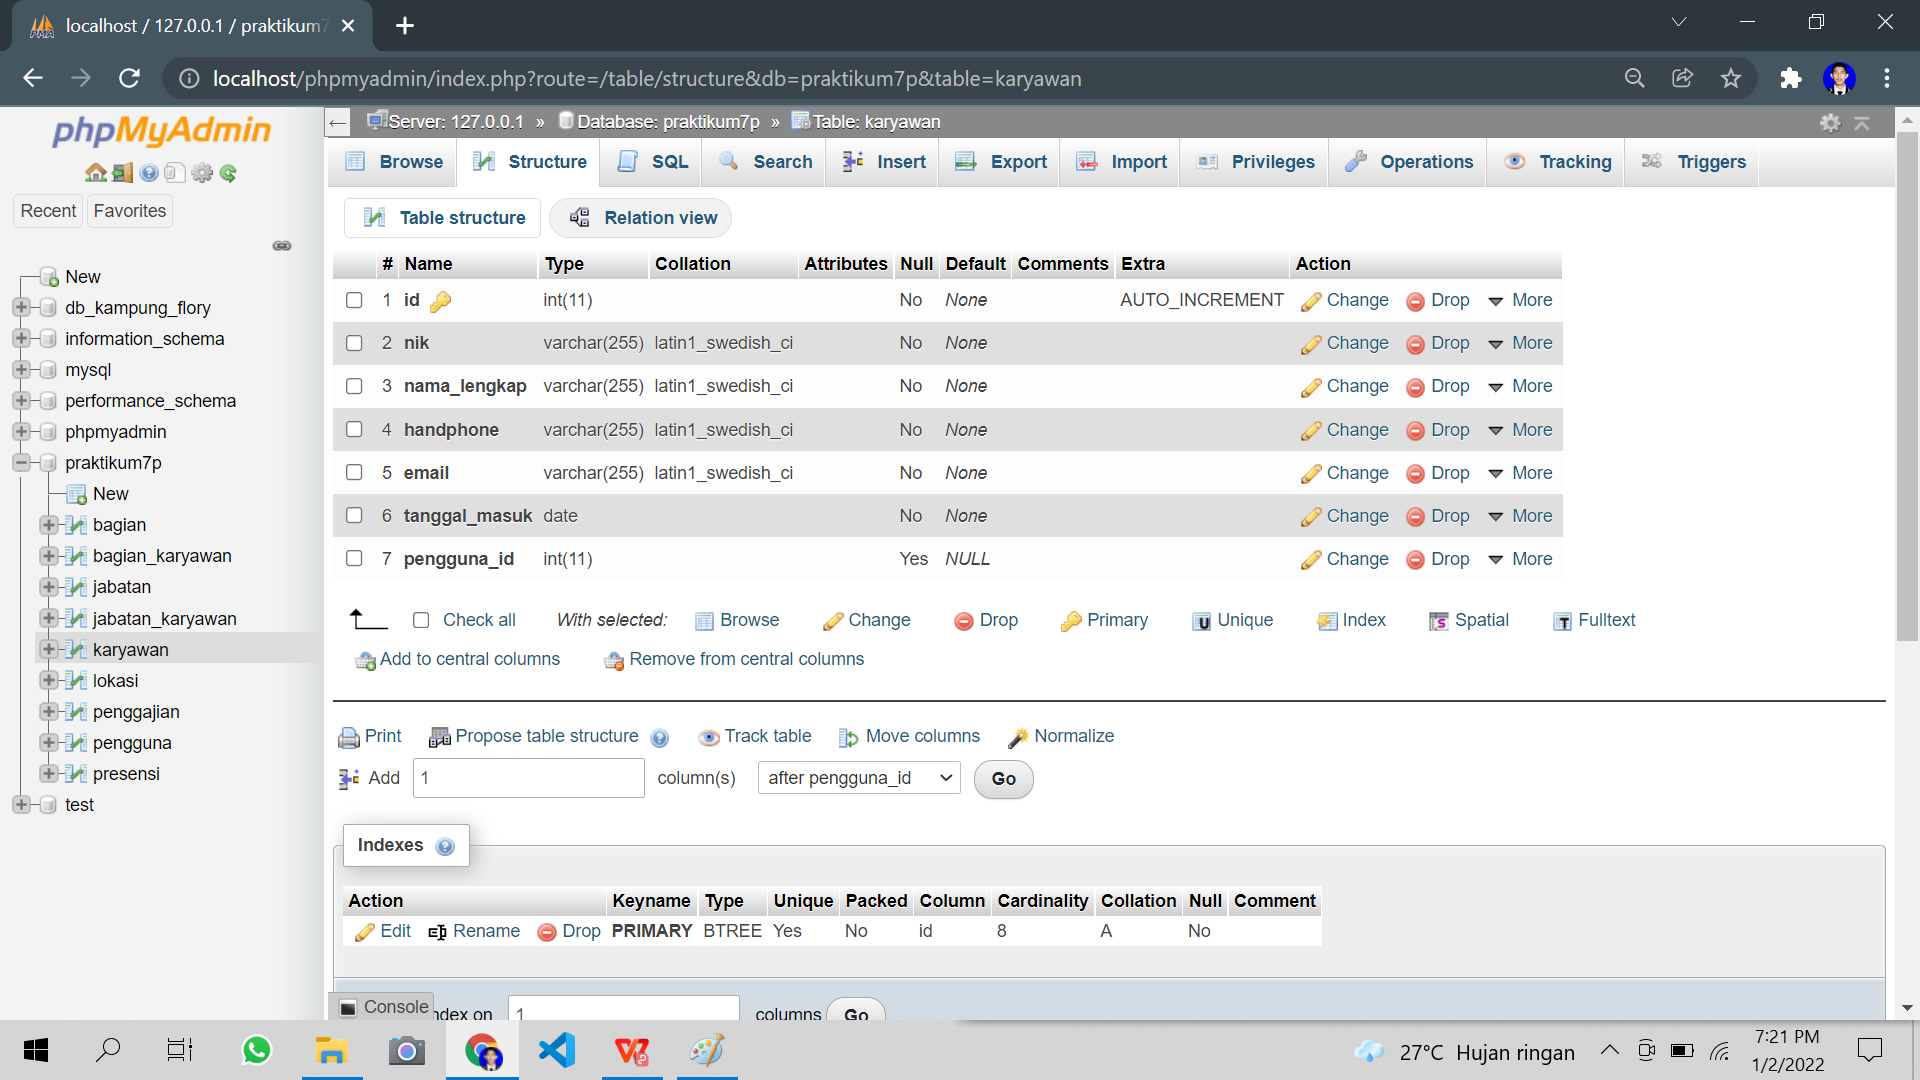 localhost / 127.0.0.1 / praktikum7
localhost/phpmyadmin/index.php?route=/table/structure&db=praktikum7p&table=karyawan
phpMyAdmin
Recent Favorites
New
db_kampung_flory
information_schema
mysql
performance_schema
phpmyadmin
praktikum7p
New
bagian
bagian_karyawan
jabatan
jabatan_karyawan
karyawan
lokasi
penggajian
pengguna
presensi
test
Server: 127.0.0.1 » Database: praktikum7p » Table: karyawan
Browse Structure SQL Search Insert Export Import Privileges Operations Tracking Triggers
Table structure Relation view
# Name Type Collation Attributes Null Default Comments Extra Action
1 id int(11) No None AUTO_INCREMENT Change Drop More
2 nik varchar(255) latin1_swedish_ci No None Change Drop More
3 nama_lengkap varchar(255) latin1_swedish_ci No None Change Drop More
4 handphone varchar(255) latin1_swedish_ci No None Change Drop More
5 email varchar(255) latin1_swedish_ci No None Change Drop More
6 tanggal_masuk date No None Change Drop More
7 pengguna_id int(11) Yes NULL Change Drop More
Check all With selected: Browse Change Drop Primary Unique Index Spatial Fulltext
Add to central columns Remove from central columns
Print Propose table structure Track table Move columns Normalize
Add 1 column(s) after pengguna_id Go
Indexes
Action Keyname Type Unique Packed Column Cardinality Collation Null Comment
Edit Rename Drop PRIMARY BTREE Yes No id 8 A No
Console ndex on 1 columns Go
27°C Hujan ringan
7:21 PM
1/2/2022